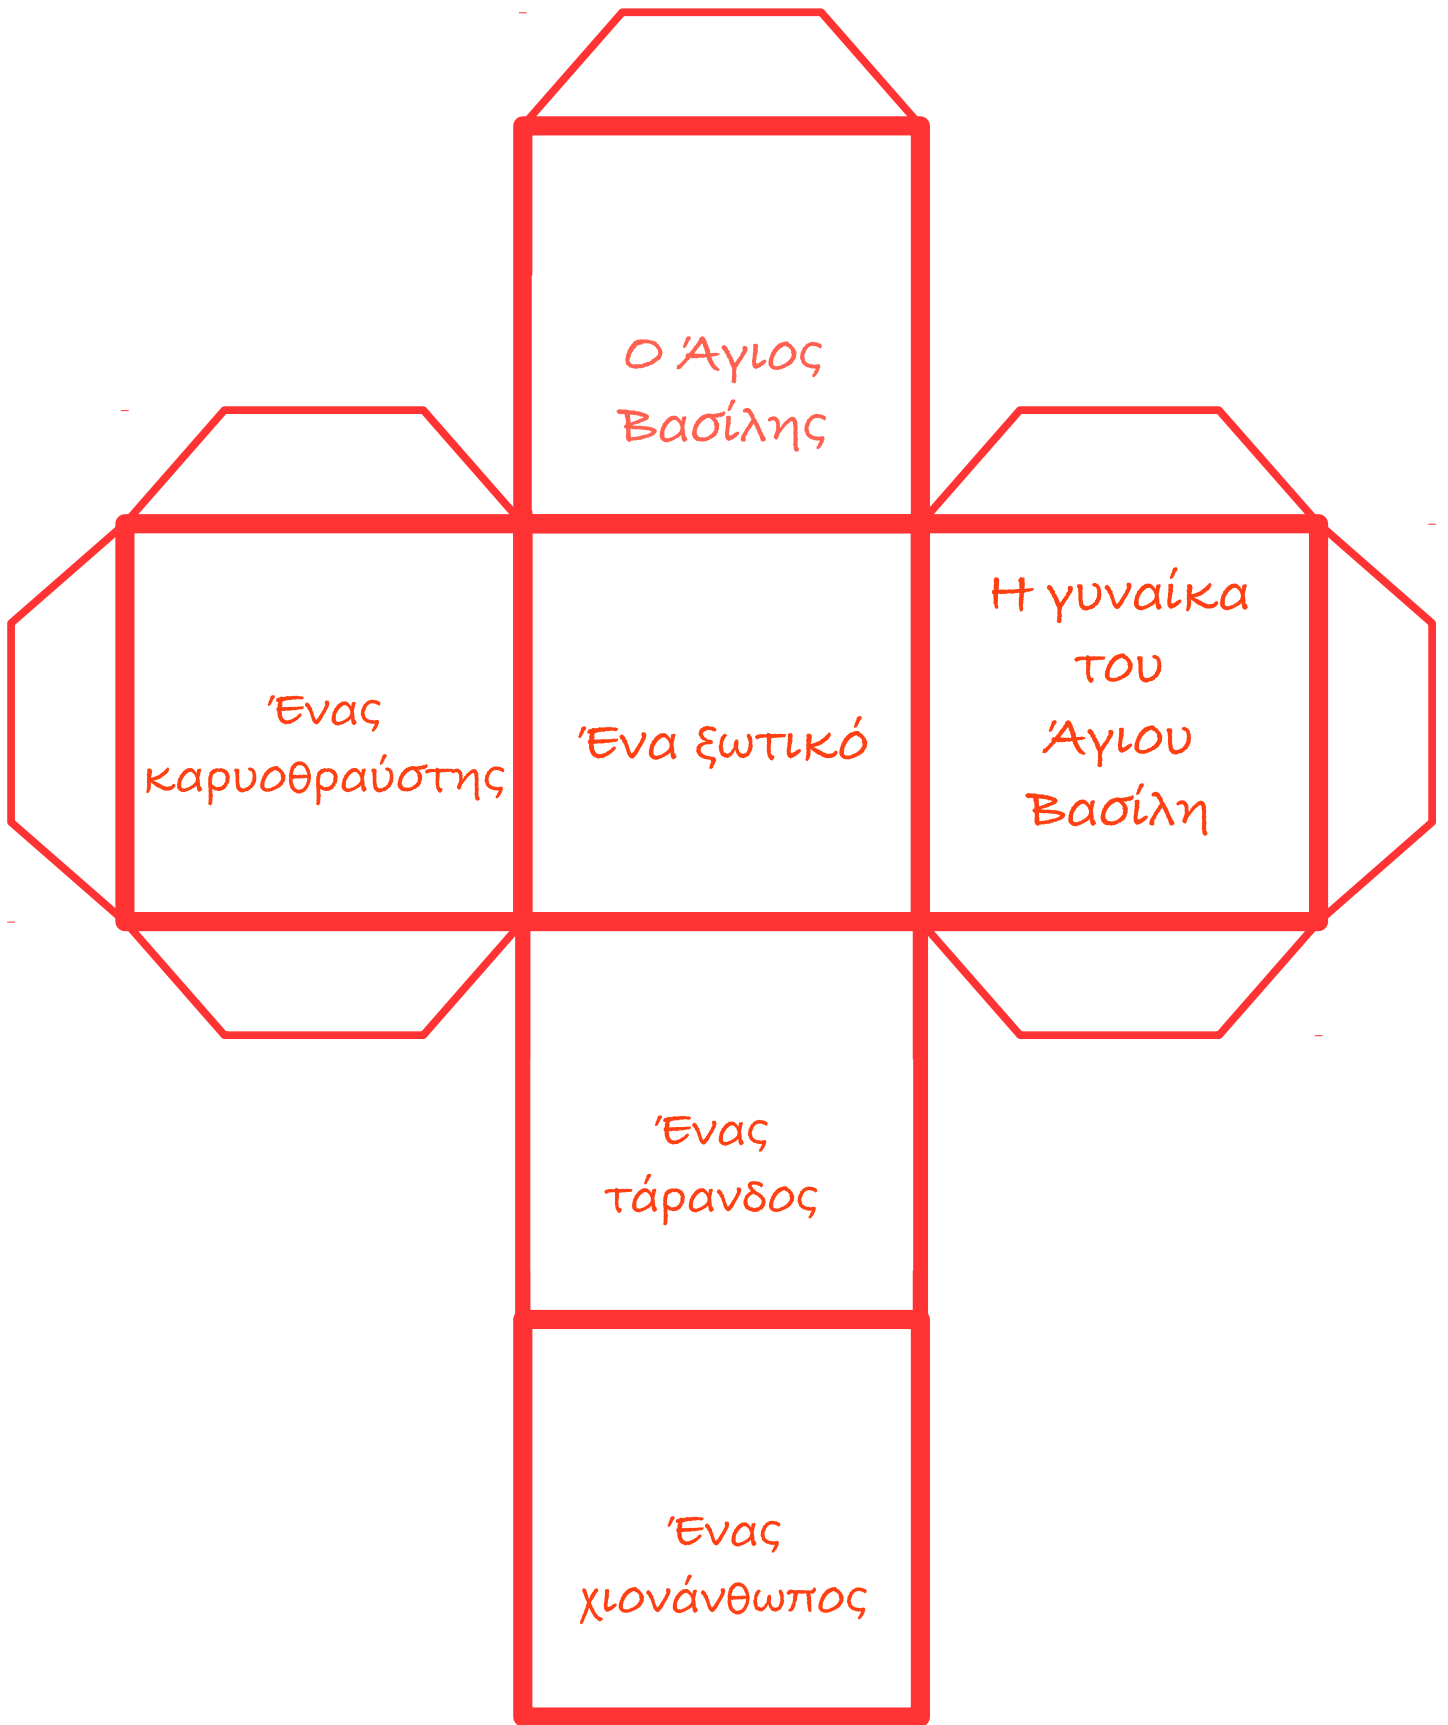 Ο Άγιος
Βασίλης
Ένας
καρυοθραύστης
Ένα ξωτικό
Η γυναίκα
του
Άγιου
Βασίλη
Ένας
τάρανδος
Ένας
χιονάνθωπος